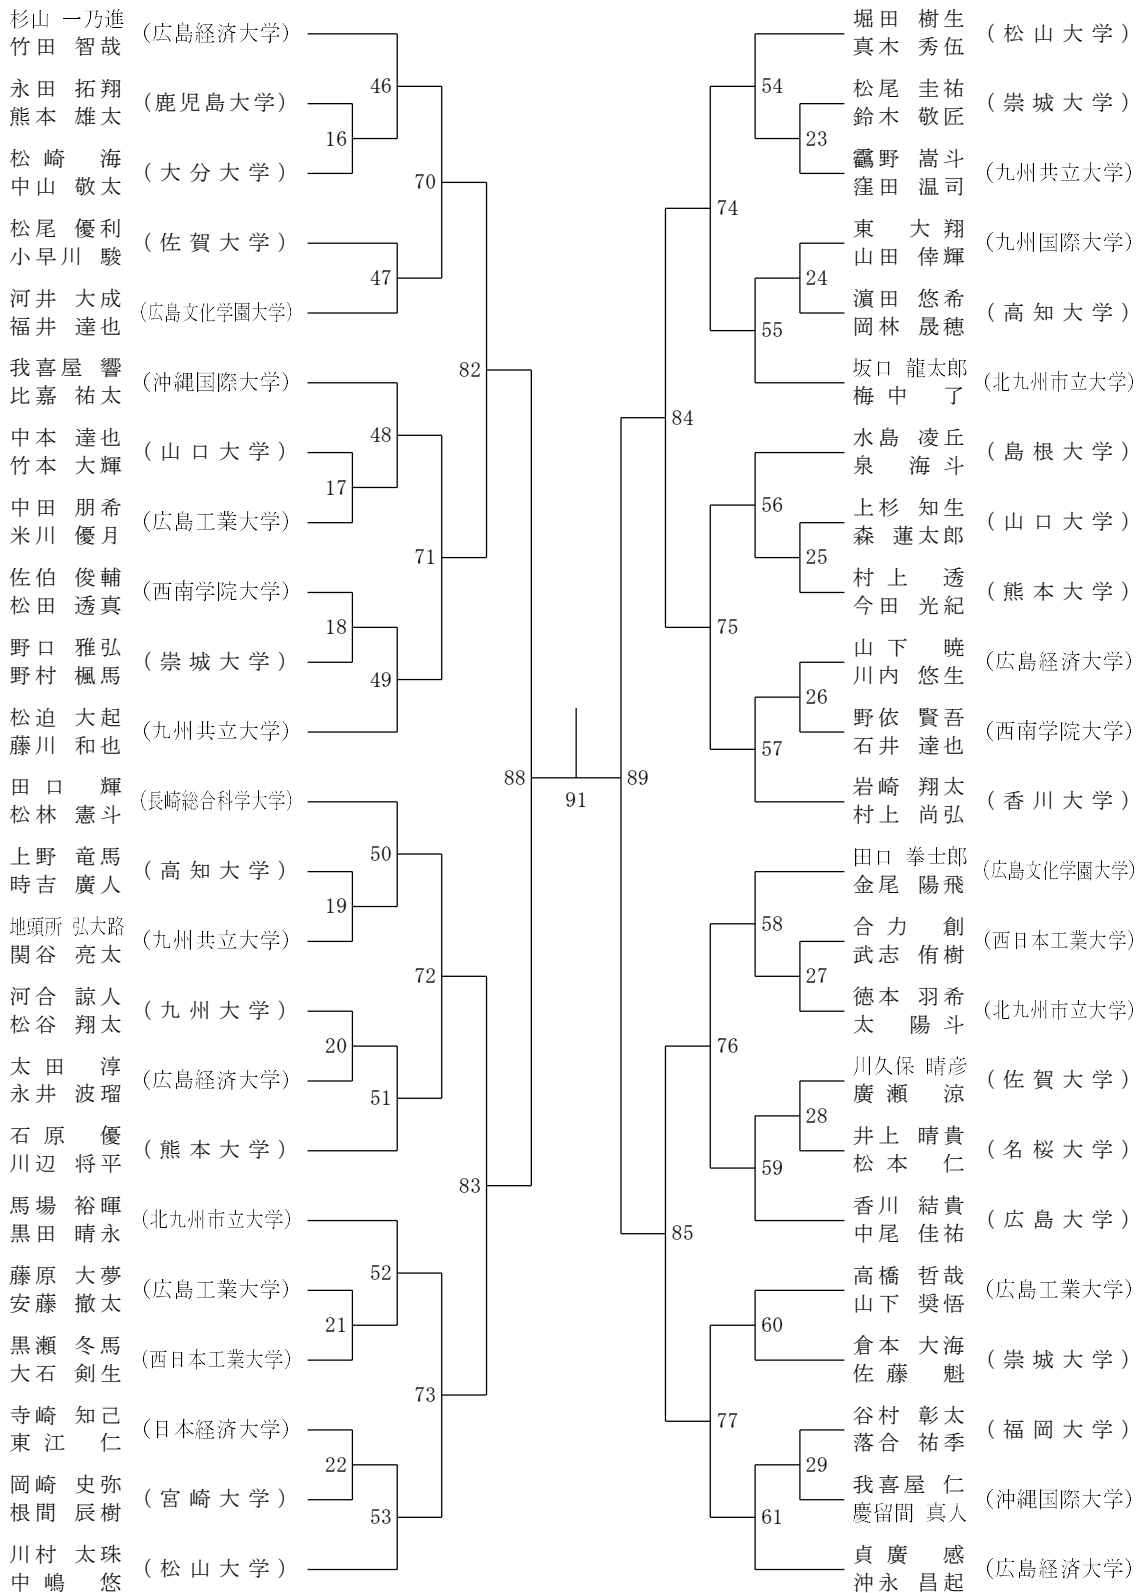 杉山 一乃進
竹田 智哉
(広島経済大学)
永田 拓翔
熊本 雄太
(鹿児島大学)
松崎 海
中山 敬太
(大分大学)
松尾 優利
小早川 駿
(佐賀大学)
河井 大成
福井 達也
(広島文化学園大学)
我喜屋 響
比嘉 祐太
(沖縄国際大学)
中本 達也
竹本 大輝
(山口大学)
中田 朋希
米川 優月
(広島工業大学)
佐伯 俊輔
松田 透真
(西南学院大学)
野口 雅弘
野村 楓馬
(崇城大学)
松迫 大起
藤川 和也
(九州共立大学)
田口 輝
松林 憲斗
(長崎総合科学大学)
上野 竜馬
時吉 廣人
(高知大学)
地頭所 弘大路
関谷 亮太
(九州共立大学)
河合 諒人
松谷 翔太
(九州大学)
太田 淳
永井 波瑠
(広島経済大学)
石原 優
川辺 将平
(熊本大学)
馬場 裕暉
黒田 晴永
(北九州市立大学)
藤原 大夢
安藤 撤太
(広島工業大学)
黒瀬 冬馬
大石 剣生
(西日本工業大学)
寺崎 知己
東江 仁
(日本経済大学)
岡崎 史弥
根間 辰樹
(宮崎大学)
川村 太珠
中嶋 悠
(松山大学)
16
17
18
19
20
21
22
46
47
48
49
50
51
52
53
70
71
72
73
82
83
88
91
89
84
85
74
75
76
77
54
55
56
57
58
59
60
61
23
24
25
26
27
28
29
堀田 樹生
真木 秀伍
(松山大学)
松尾 圭祐
鈴木 敬匠
(崇城大学)
靏野 嵩斗
窪田 温司
(九州共立大学)
東 大翔
山田 倖輝
(九州国際大学)
濵田 悠希
岡林 晟穂
(高知大学)
坂口 龍太郎
梅中 了
(北九州市立大学)
水島 凌丘
泉 海斗
(島根大学)
上杉 知生
森 蓮太郎
(山口大学)
村上 透
今田 光紀
(熊本大学)
山下 暁
川内 悠生
(広島経済大学)
野依 賢吾
石井 達也
(西南学院大学)
岩崎 翔太
村上 尚弘
(香川大学)
田口 拳士郎
金尾 陽飛
(広島文化学園大学)
合力 創
武志 侑樹
(西日本工業大学)
徳本 羽希
太 陽斗
(北九州市立大学)
川久保 晴彦
廣瀬 涼
(佐賀大学)
井上 晴貴
松本 仁
(名桜大学)
香川 結貴
中尾 佳祐
(広島大学)
高橋 哲哉
山下 奨悟
(広島工業大学)
倉本 大海
佐藤 魁
(崇城大学)
谷村 彰太
落合 祐季
(福岡大学)
我喜屋 仁
慶留間 真人
(沖縄国際大学)
貞廣 感
沖永 昌起
(広島経済大学)